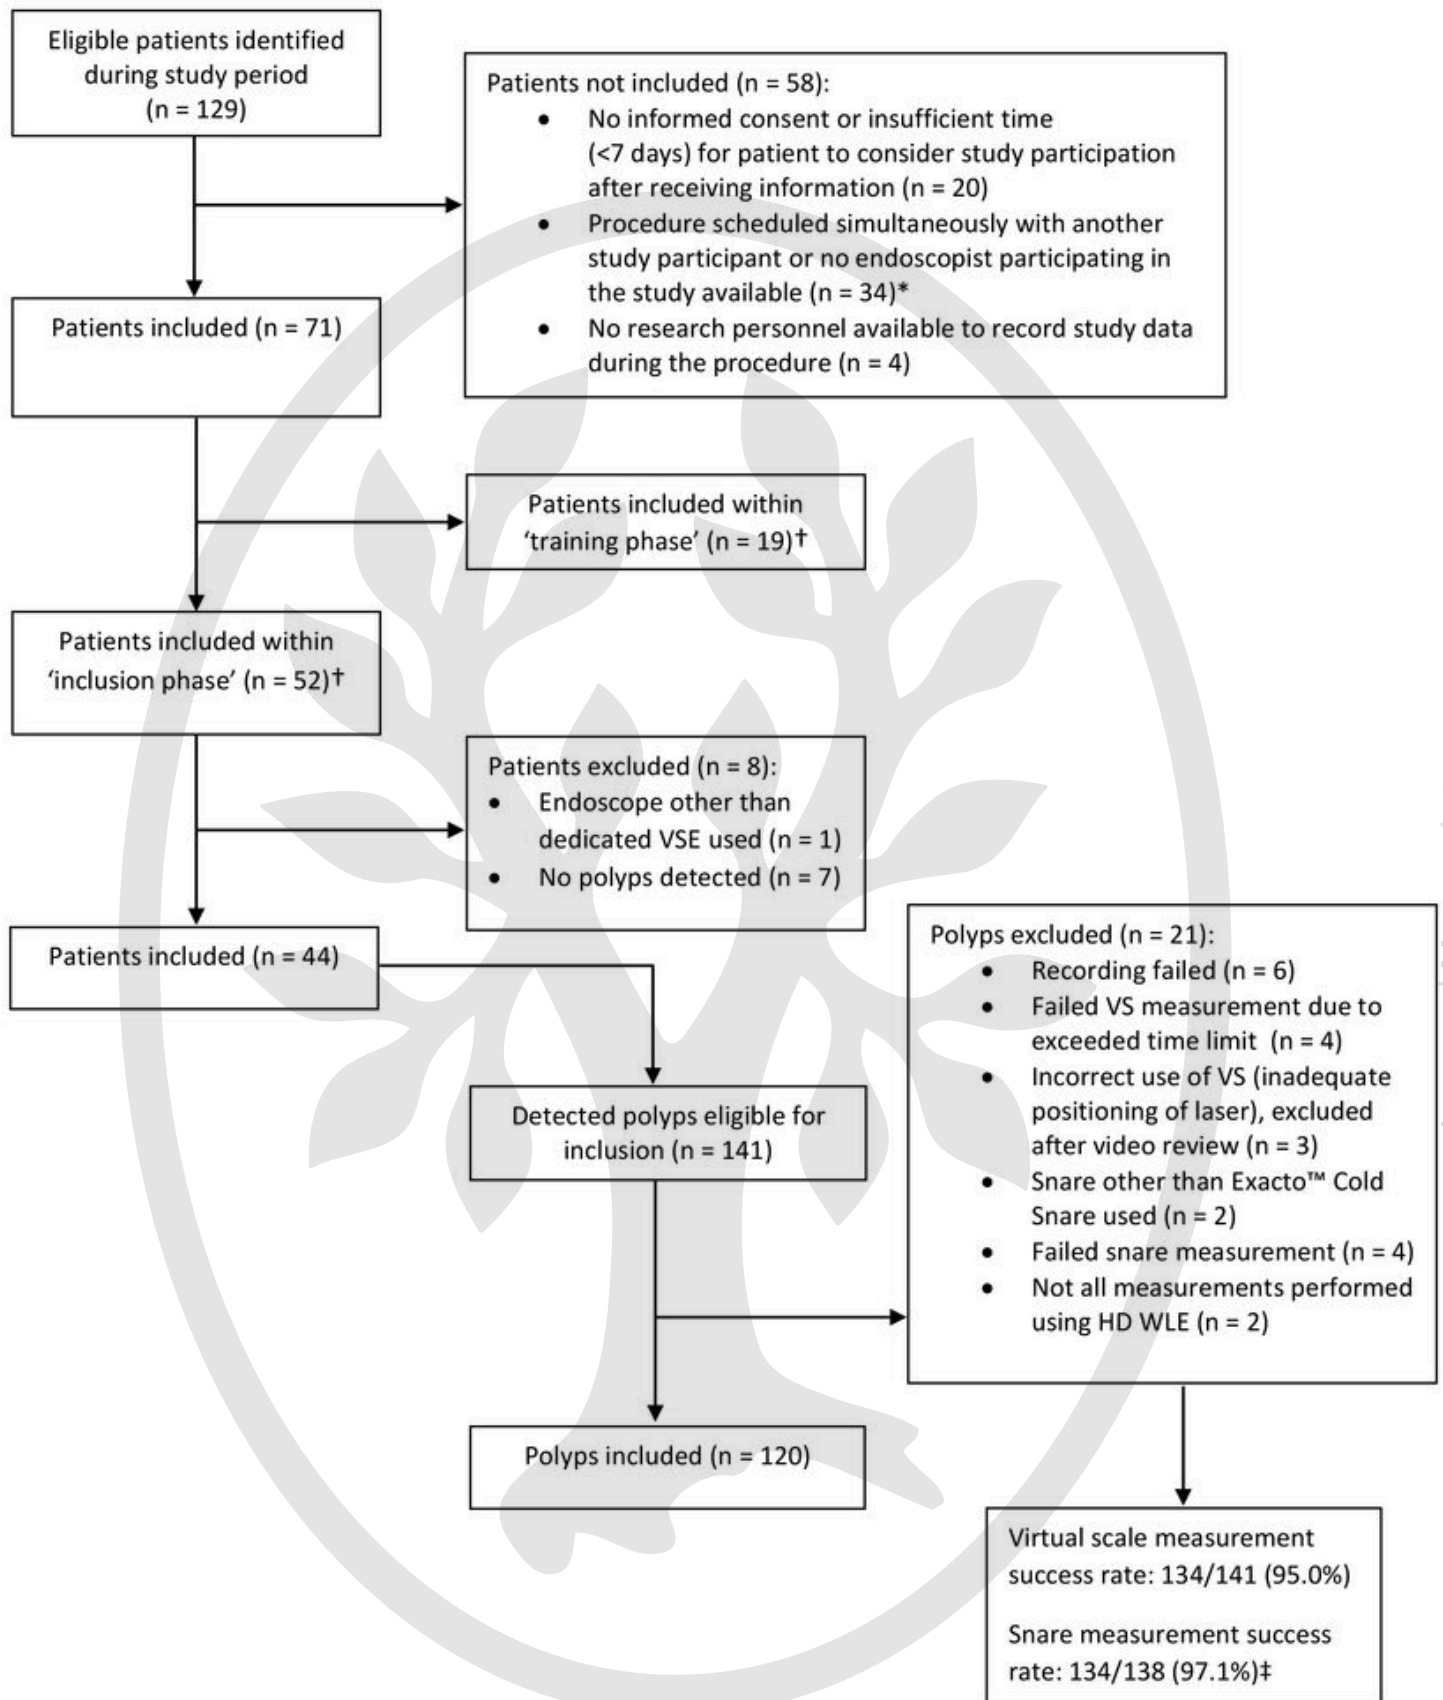 Eligible patients identified
during study period
(n = 129)
Patients not included (n = 58):
• No informed consent or insufficient time
(<7 days) for patient to consider study participation
after receiving information (n = 20)
• Procedure scheduled simultaneously with another
study participant or no endoscopist participating in
the study available (n = 34)*
• No research personnel available to record study data
during the procedure (n = 4)
Patients included (n = 71)
Patients included within
‘training phase’ (n = 19)†
Patients included within
‘inclusion phase’ (n = 52)†
Patients excluded (n = 8):
• Endoscope other than
dedicated VSE used (n = 1)
• No polyps detected (n = 7)
Patients included (n = 44)
Polyps excluded (n = 21):
• Recording failed (n = 6)
• Failed VS measurement due to
exceeded time limit (n = 4)
• Incorrect use of VS (inadequate
positioning of laser), excluded
after video review (n = 3)
• Snare other than Exacto™ Cold
Snare used (n = 2)
• Failed snare measurement (n = 4)
• Not all measurements performed
using HD WLE (n = 2)
Detected polyps eligible for
inclusion (n = 141)
Polyps included (n = 120)
Virtual scale measurement
success rate: 134/141 (95.0%)
Snare measurement success
rate: 134/138 (97.1%)‡